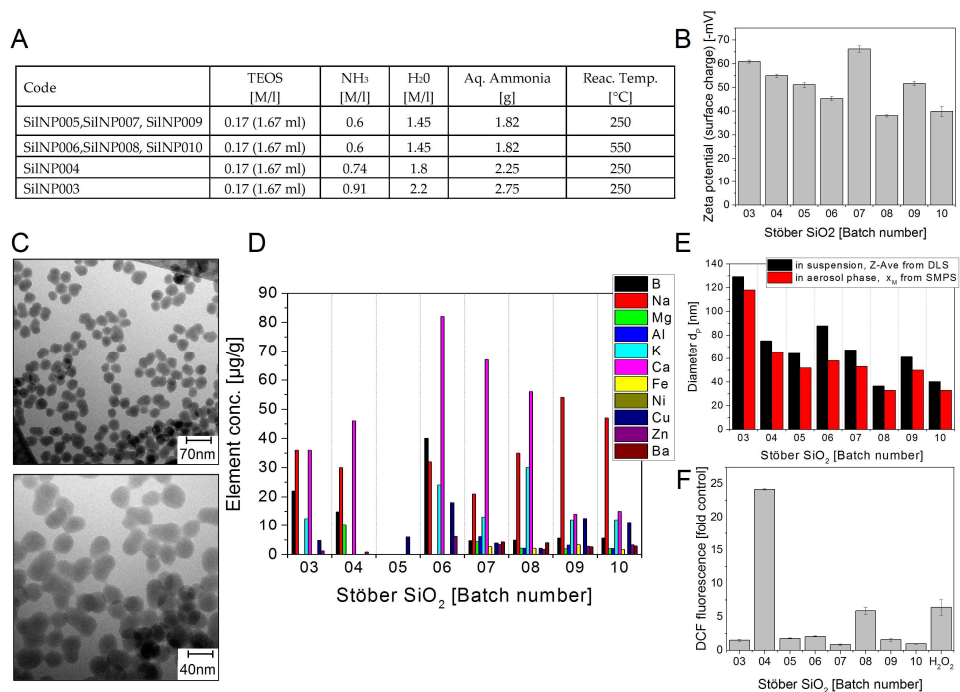 A
Code TEOS [M/l] NH₃ [M/l] H₂0 [M/l] Aq. Ammonia [g] Reac. Temp. [°C]
SilNP005,SilNP007, SilNP009 0.17 (1.67 ml) 0.6 1.45 1.82 250
SilNP006,SilNP008, SilNP010 0.17 (1.67 ml) 0.6 1.45 1.82 550
SilNP004 0.17 (1.67 ml) 0.74 1.8 2.25 250
SilNP003 0.17 (1.67 ml) 0.91 2.2 2.75 250
B
Zeta potential (surface charge) [-mV]
70
60
50
40
30
20
10
0
03 04 05 06 07 08 09 10
Stöber SiO2 [Batch number]
C
70nm
40nm
D
Element conc. [µg/g]
90
80
70
60
50
40
30
20
10
0
03 04 05 06 07 08 09 10
Stöber SiO₂ [Batch number]
B
Na
Mg
Al
K
Ca
Fe
Ni
Cu
Zn
Ba
E
in suspension, Z-Ave from DLS
in aerosol phase, x_M from SMPS
Diameter d_P [nm]
140
120
100
80
60
40
20
0
03 04 05 06 07 08 09 10
Stöber SiO₂ [Batch number]
F
DCF fluorescence [fold control]
25
20
15
10
5
0
03 04 05 06 07 08 09 10 H₂O₂
Stöber SiO₂ [Batch number]